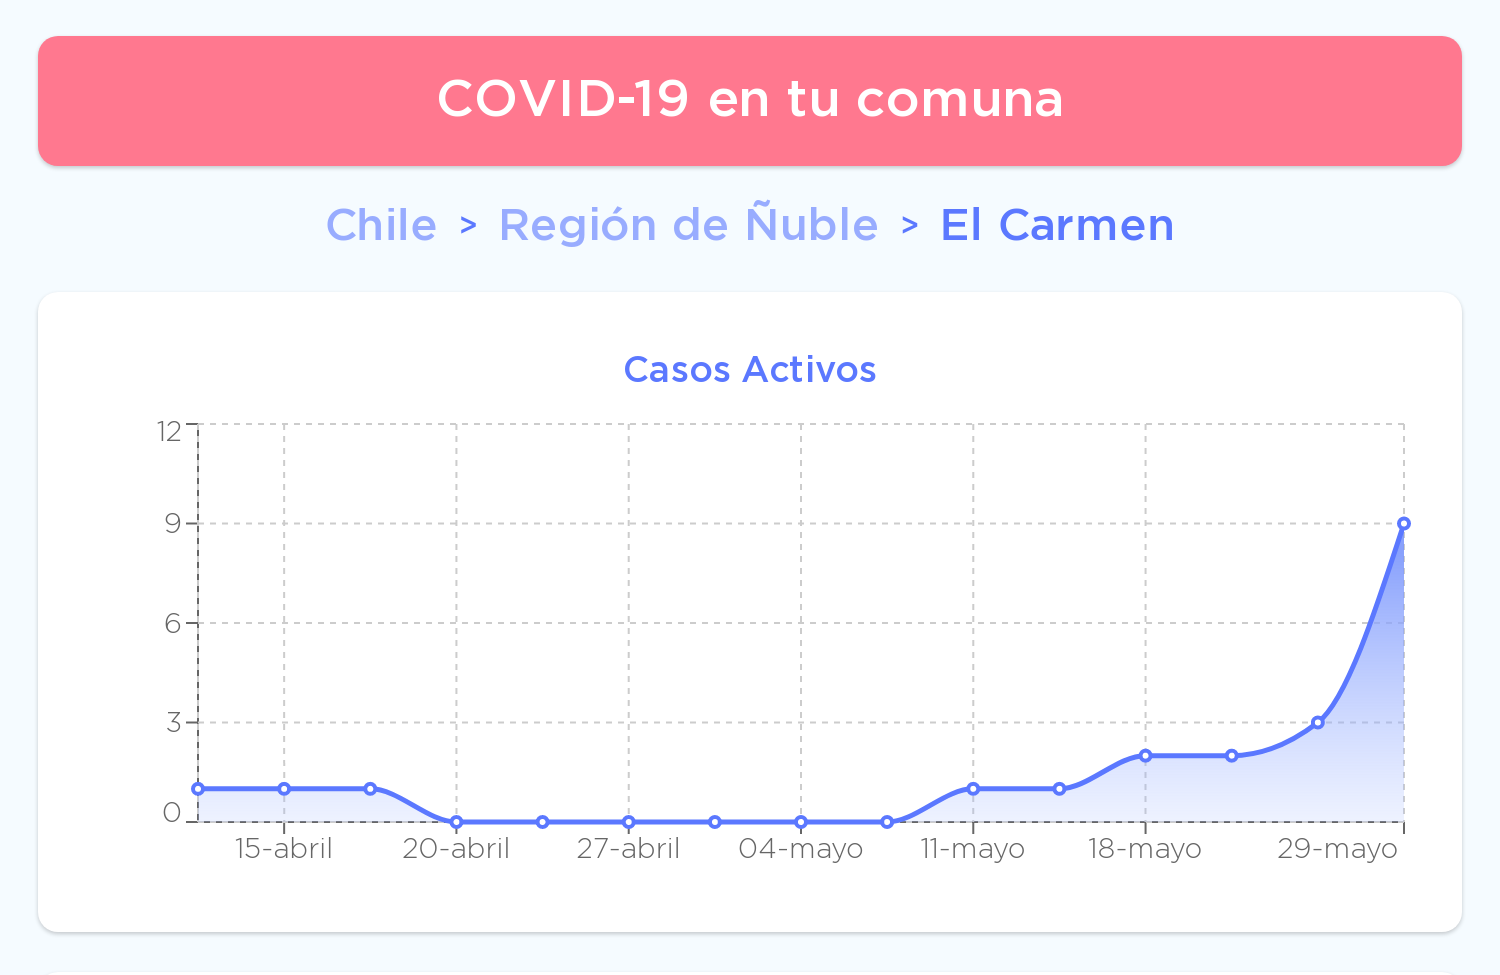 COVID-19 en tu comuna
Chile > Región de Ñuble > El Carmen
Casos Activos
12
9
6
3
0
15-abril 20-abril 27-abril 04-mayo 11-mayo 18-mayo 29-mayo